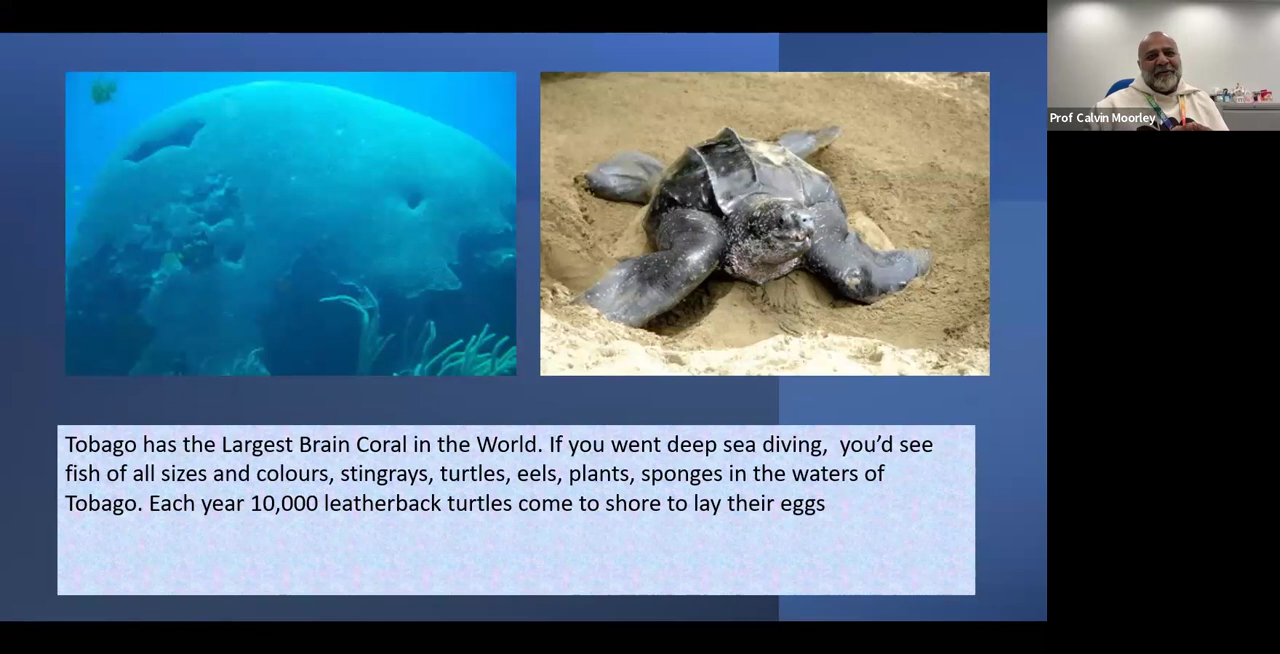 Prof Calvin Moorley
Tobago has the Largest Brain Coral in the World. If you went deep sea diving,  you’d see
fish of all sizes and colours, stingrays, turtles, eels, plants, sponges in the waters of
Tobago. Each year 10,000 leatherback turtles come to shore to lay their eggs